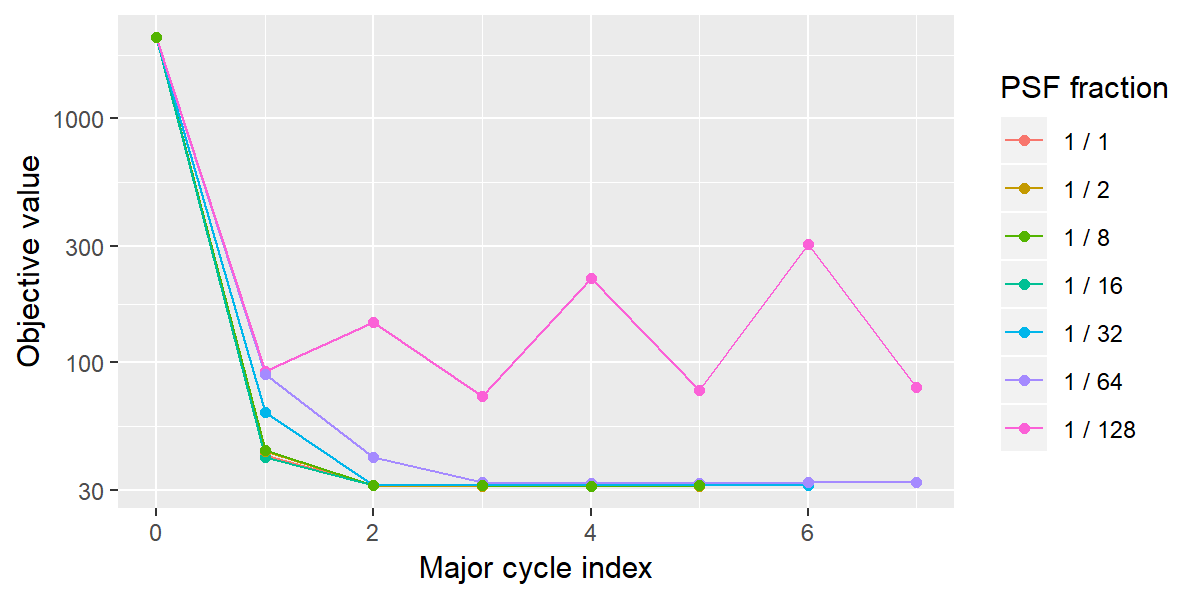 PSF fraction
1 / 1
1 / 2
1 / 8
1 / 16
1 / 32
1 / 64
1 / 128
Objective value
1000
300
100
30
0
2
4
6
Major cycle index